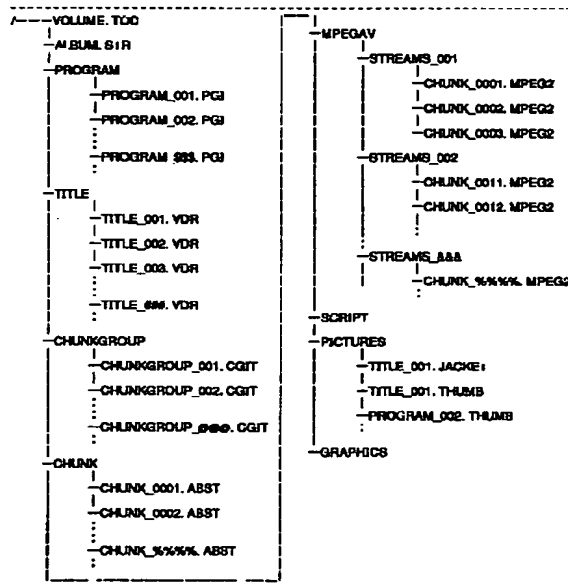 VOLUME. TOC
ALBUM. STR
PROGRAM
PROGRAM_001. PGI
PROGRAM_002. PGI
PROGRAM_$$$. PGI
TITLE
TITLE_001. VDR
TITLE_002. VDR
TITLE_003. VDR
TITLE_###. VDR
CHUNKGROUP
CHUNKGROUP_001. CGIT
CHUNKGROUP_002. CGIT
CHUNKGROUP_@@@. CGIT
CHUNK
CHUNK_0001. ABST
CHUNK_0002. ABST
CHUNK_%%%%. ABST
MPEGAV
STREAMS_001
CHUNK_0001. MPEG2
CHUNK_0002. MPEG2
CHUNK_0003. MPEG2
STREAMS_002
CHUNK_0011. MPEG2
CHUNK_0012. MPEG2
STREAMS_&&&
CHUNK_%%%%. MPEG2
SCRIPT
PICTURES
TITLE_001. JACKET
TITLE_001. THUMB
PROGRAM_002. THUMB
GRAPHICS